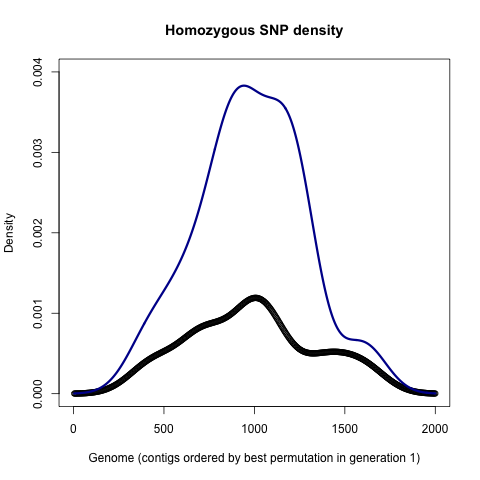 Homozygous SNP density
Density
0.004
0.003
0.002
0.001
0.000
0 500 1000 1500 2000
Genome (contigs ordered by best permutation in generation 1)